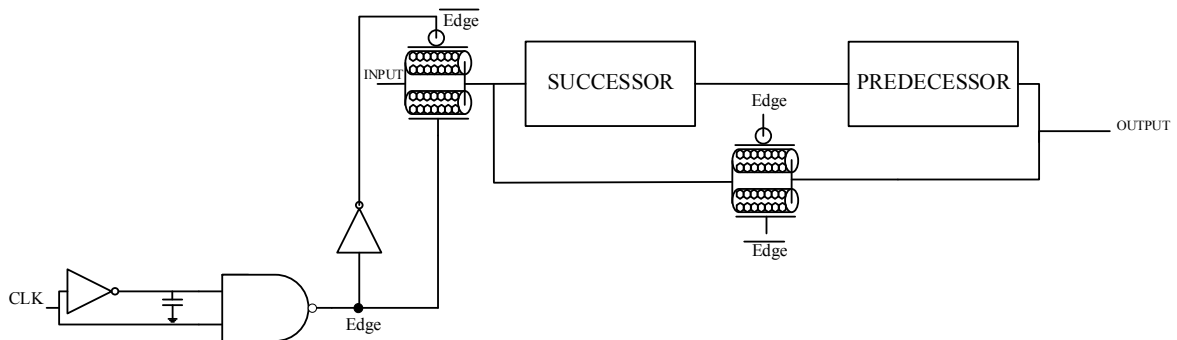 Edge
INPUT
SUCCESSOR
PREDECESSOR
Edge
OUTPUT
Edge
CLK
Edge